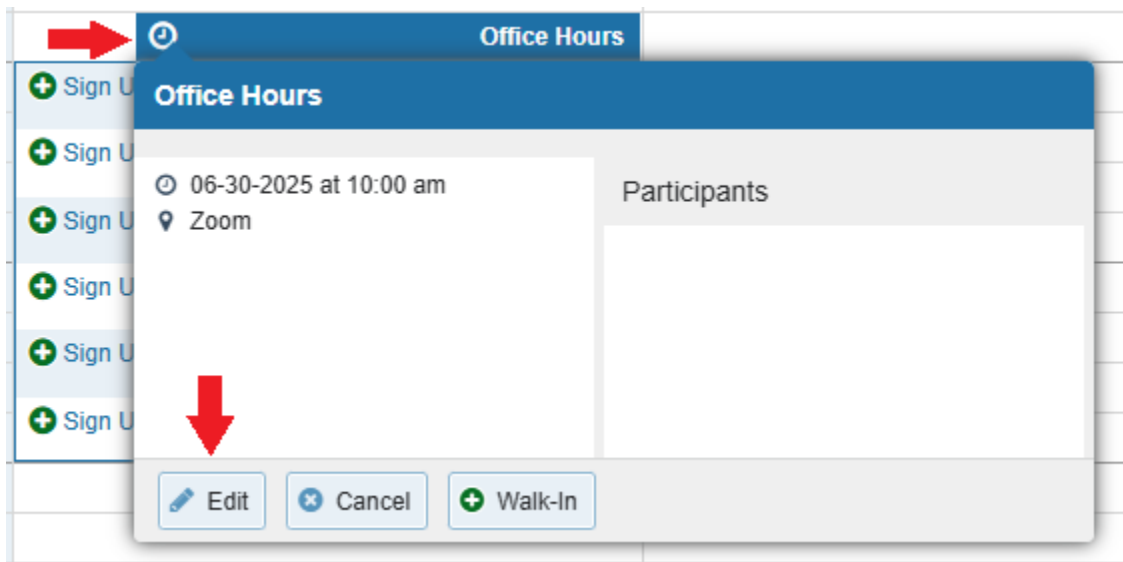 Office Hours
Sign U
Sign U
Sign U
Sign U
Sign U
Sign U
Office Hours
06-30-2025 at 10:00 am
Zoom
Participants
Edit
Cancel
Walk-In